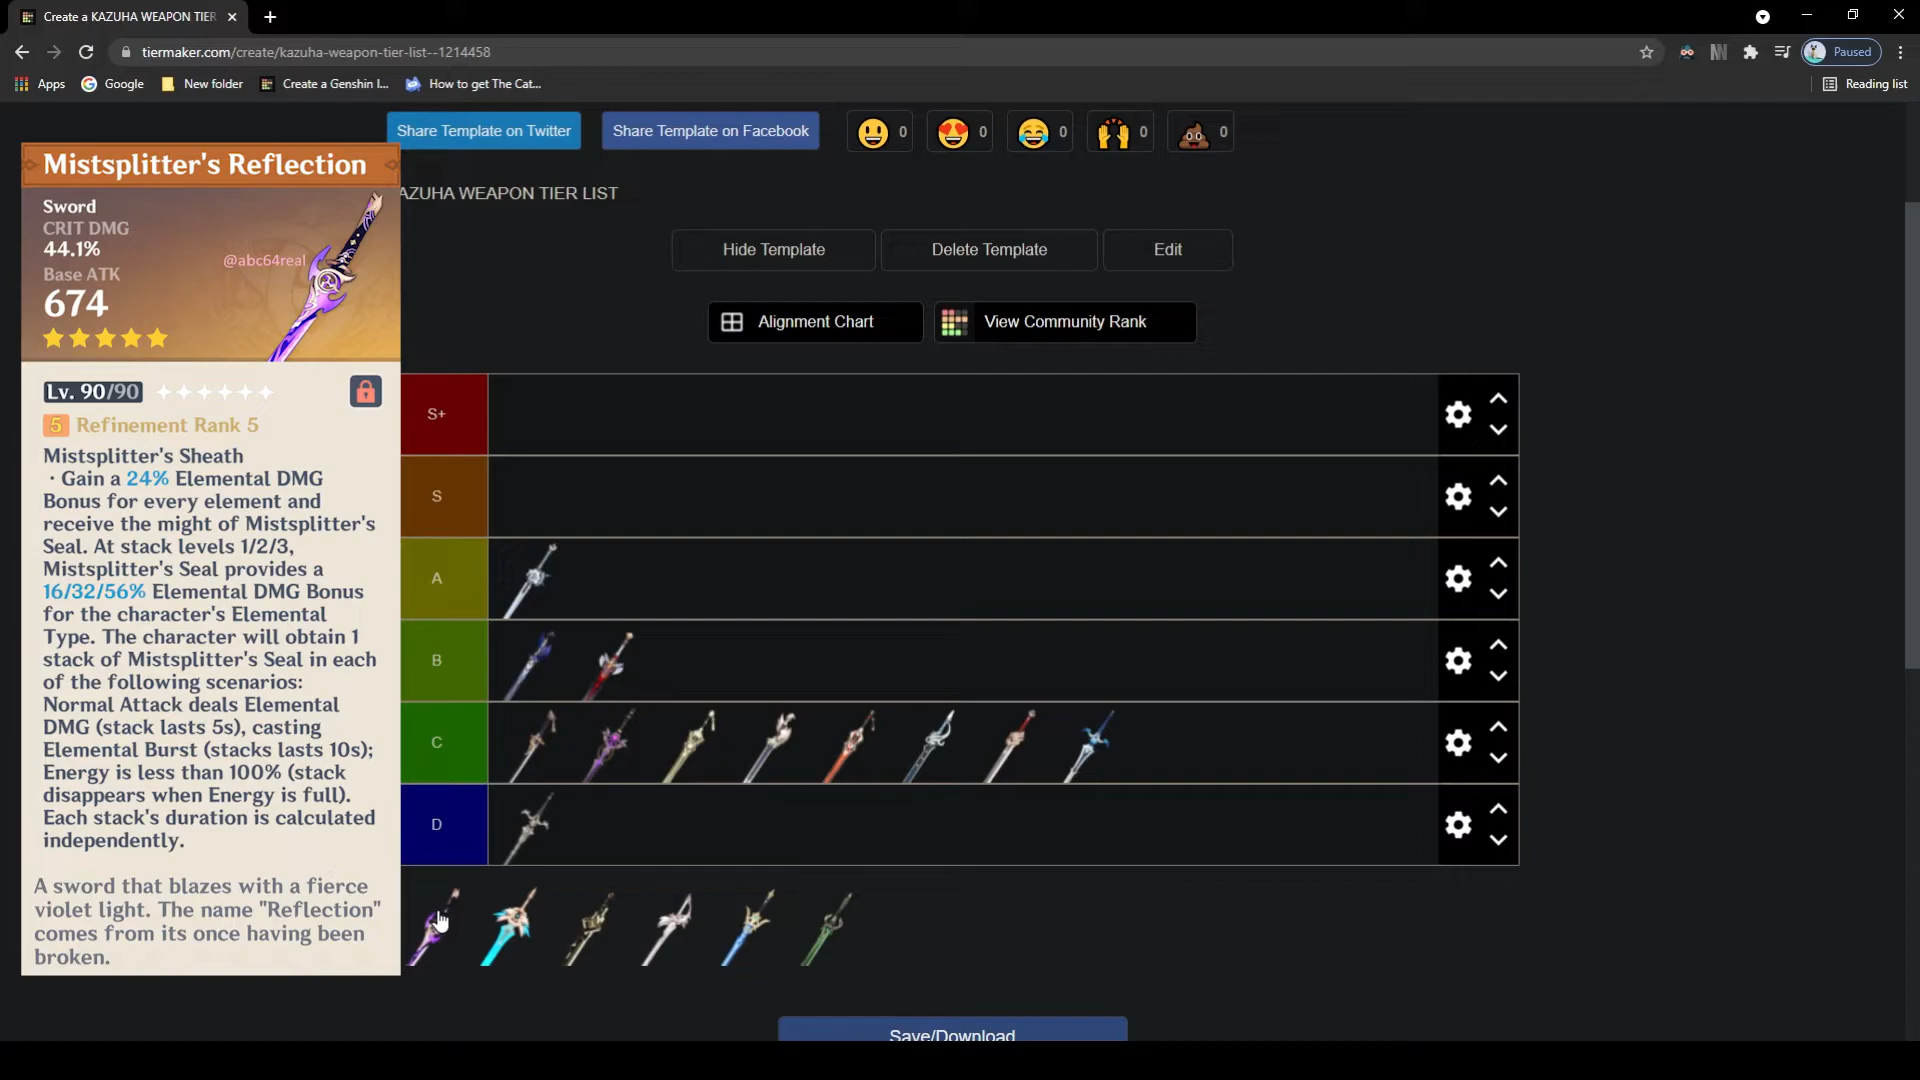 Create a KAZUHA WEAPON TIER
tiermaker.com/create/kazuha-weapon-tier-list--1214458
Paused
Apps
Google
New folder
Create a Genshin I...
How to get The Cat...
Reading list
Share Template on Twitter
Share Template on Facebook
0
0
0
0
0
AZUHA WEAPON TIER LIST
Hide Template
Delete Template
Edit
Alignment Chart
View Community Rank
Mistsplitter's Reflection
Sword
CRIT DMG
44.1%
@abc64real
Base ATK
674
Lv. 90/90
5 Refinement Rank 5
Mistsplitter's Sheath
· Gain a 24% Elemental DMG
Bonus for every element and
receive the might of Mistsplitter's
Seal. At stack levels 1/2/3,
Mistsplitter's Seal provides a
16/32/56% Elemental DMG Bonus
for the character's Elemental
Type. The character will obtain 1
stack of Mistsplitter's Seal in each
of the following scenarios:
Normal Attack deals Elemental
DMG (stack lasts 5s), casting
Elemental Burst (stacks lasts 10s);
Energy is less than 100% (stack
disappears when Energy is full).
Each stack's duration is calculated
independently.
A sword that blazes with a fierce
violet light. The name "Reflection"
comes from its once having been
broken.
S+
S
A
B
C
D
Save/Download